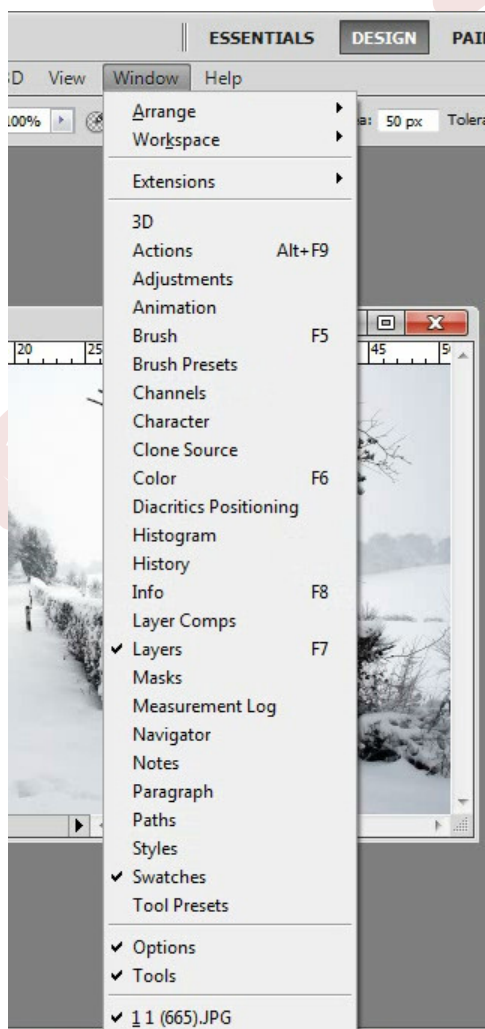 ESSENTIALS DESIGN PAI
D View Window Help
100% a: 50 px Tolera
Arrange
Workspace
Extensions
3D
Actions Alt+F9
Adjustments
Animation
Brush F5
20 25 45 5
Brush Presets
Channels
Character
Clone Source
Color F6
Diacritics Positioning
Histogram
History
Info F8
Layer Comps
Layers F7
Masks
Measurement Log
Navigator
Notes
Paragraph
Paths
Styles
Swatches
Tool Presets
Options
Tools
1 1 (665).JPG